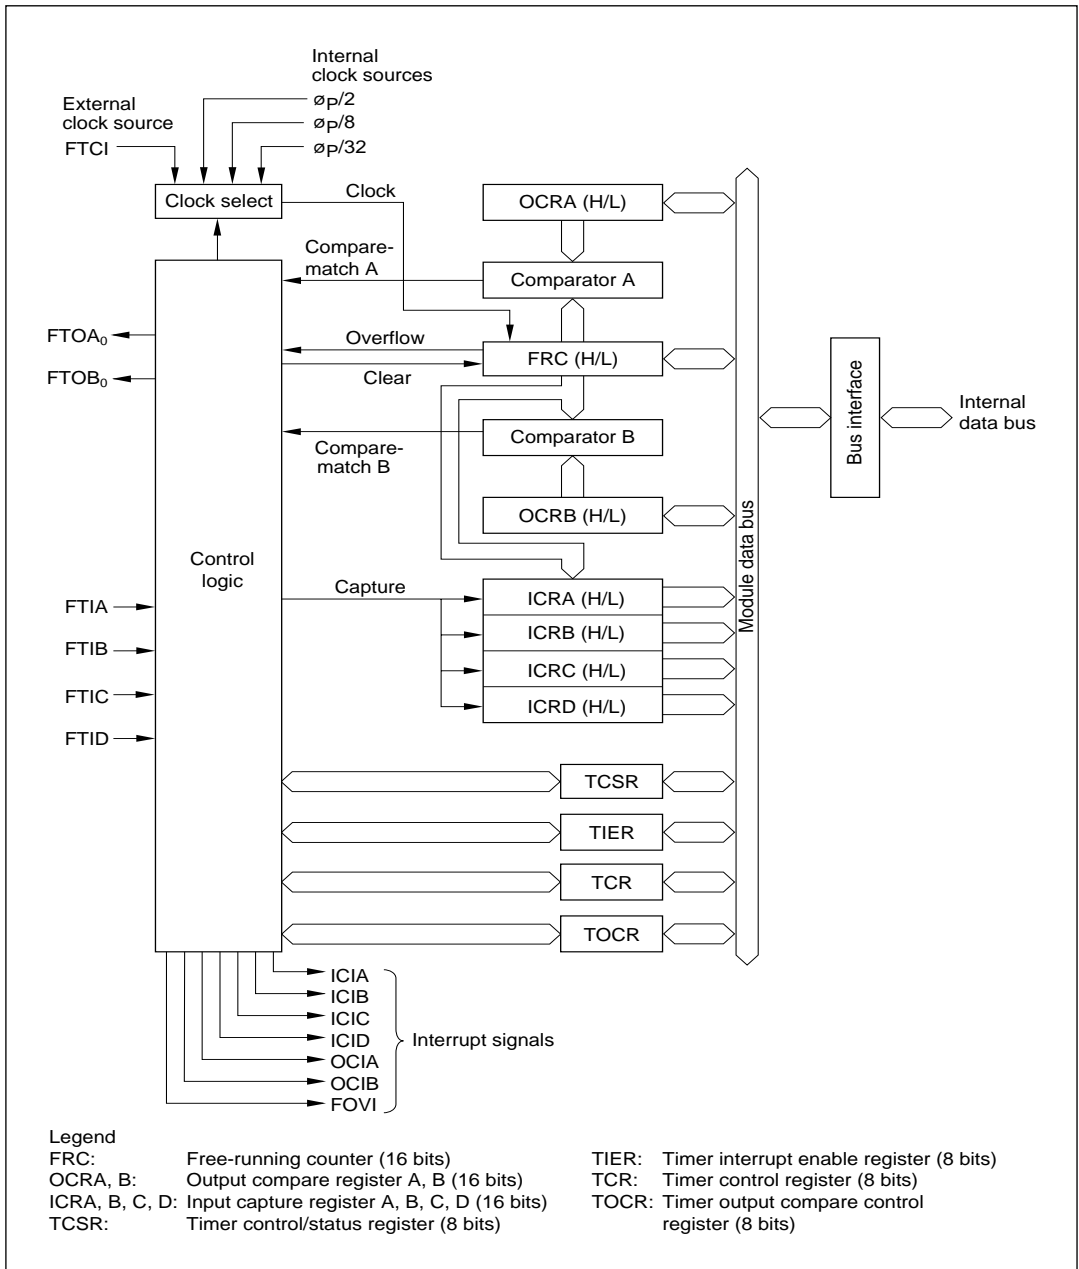 Internal
clock sources
External
clock source
øP/2
øP/8
FTCI
øP/32
Clock select
Clock
OCRA (H/L)
Compare-
match A
Comparator A
FTOA0
Overflow
FRC (H/L)
FTOB0
Clear
Compare-
match B
Comparator B
Bus interface
Internal
data bus
OCRB (H/L)
Module data bus
Control
logic
FTIA
Capture
ICRA (H/L)
FTIB
ICRB (H/L)
FTIC
ICRC (H/L)
FTID
ICRD (H/L)
TCSR
TIER
TCR
TOCR
ICIA
ICIB
ICIC
ICID
Interrupt signals
OCIA
OCIB
FOVI
Legend
FRC: Free-running counter (16 bits)
OCRA, B: Output compare register A, B (16 bits)
ICRA, B, C, D: Input capture register A, B, C, D (16 bits)
TCSR: Timer control/status register (8 bits)
TIER: Timer interrupt enable register (8 bits)
TCR: Timer control register (8 bits)
TOCR: Timer output compare control
register (8 bits)